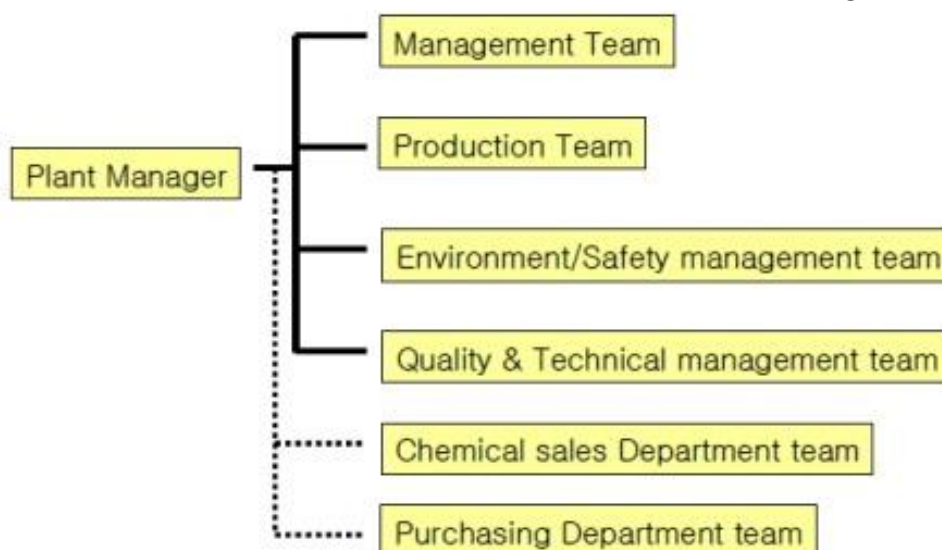 Management Team
Production Team
Plant Manager
Environment/Safety management team
Quality & Technical management team
Chemical sales Department team
Purchasing Department team